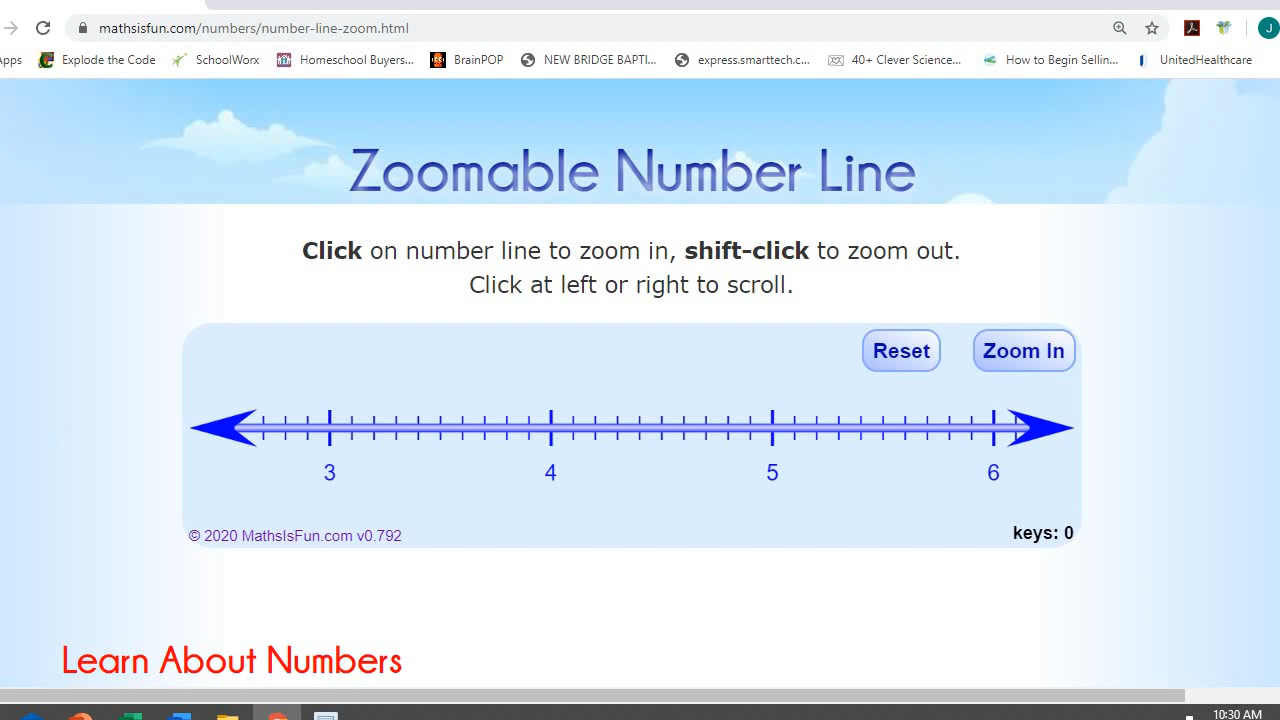 mathsisfun.com/numbers/number-line-zoom.html
J
Apps Explode the Code SchoolWorx Homeschool Buyers... BrainPOP NEW BRIDGE BAPTI... express.smarttech.c... 40+ Clever Science... How to Begin Sellin... UnitedHealthcare
Zoomable Number Line
Click on number line to zoom in, shift-click to zoom out.
Click at left or right to scroll.
Reset Zoom In
3 4 5 6
© 2020 MathsIsFun.com v0.792 keys: 0
Learn About Numbers
10:30 AM